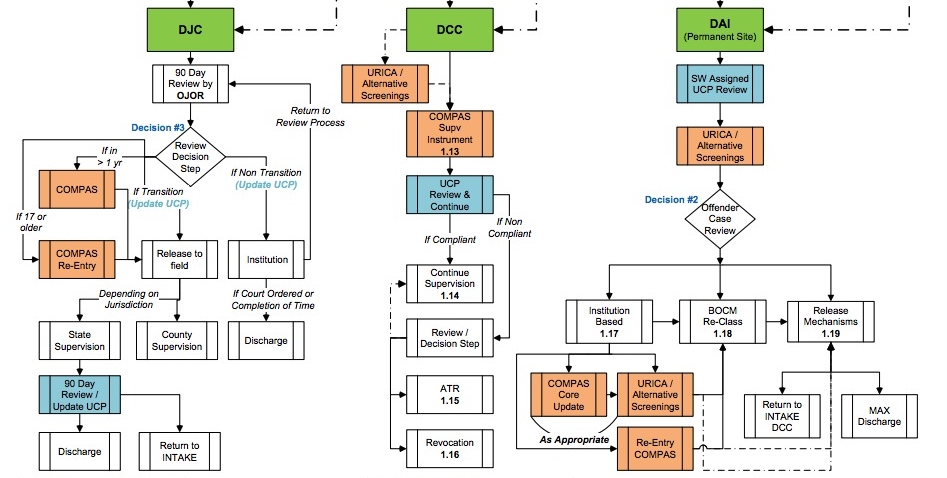 DJC
90 Day
Review by
OJOR
Return to
Review Process
Decision #3
Review
Decision
Step
If in
> 1 yr
COMPAS
If Transition
(Update UCP)
If Non Transition
(Update UCP)
If 17 or
older
COMPAS
Re-Entry
Release to
field
Institution
Depending on
Jurisdiction
If Court Ordered or
Completion of Time
State
Supervision
County
Supervision
Discharge
90 Day
Review /
Update UCP
Discharge
Return to
INTAKE
DCC
URICA /
Alternative
Screenings
COMPAS
Supv
Instrument
1.13
UCP
Review &
Continue
If Compliant
If Non
Compliant
Continue
Supervision
1.14
Review /
Decision Step
ATR
1.15
Revocation
1.16
DAI
(Permanent Site)
SW Assigned
UCP Review
URICA /
Alternative
Screenings
Decision #2
Offender
Case
Review
Institution
Based
1.17
BOCM
Re-Class
1.18
Release
Mechanisms
1.19
COMPAS
Core
Update
URICA /
Alternative
Screenings
As Appropriate
Re-Entry
COMPAS
Return to
INTAKE
DCC
MAX
Discharge